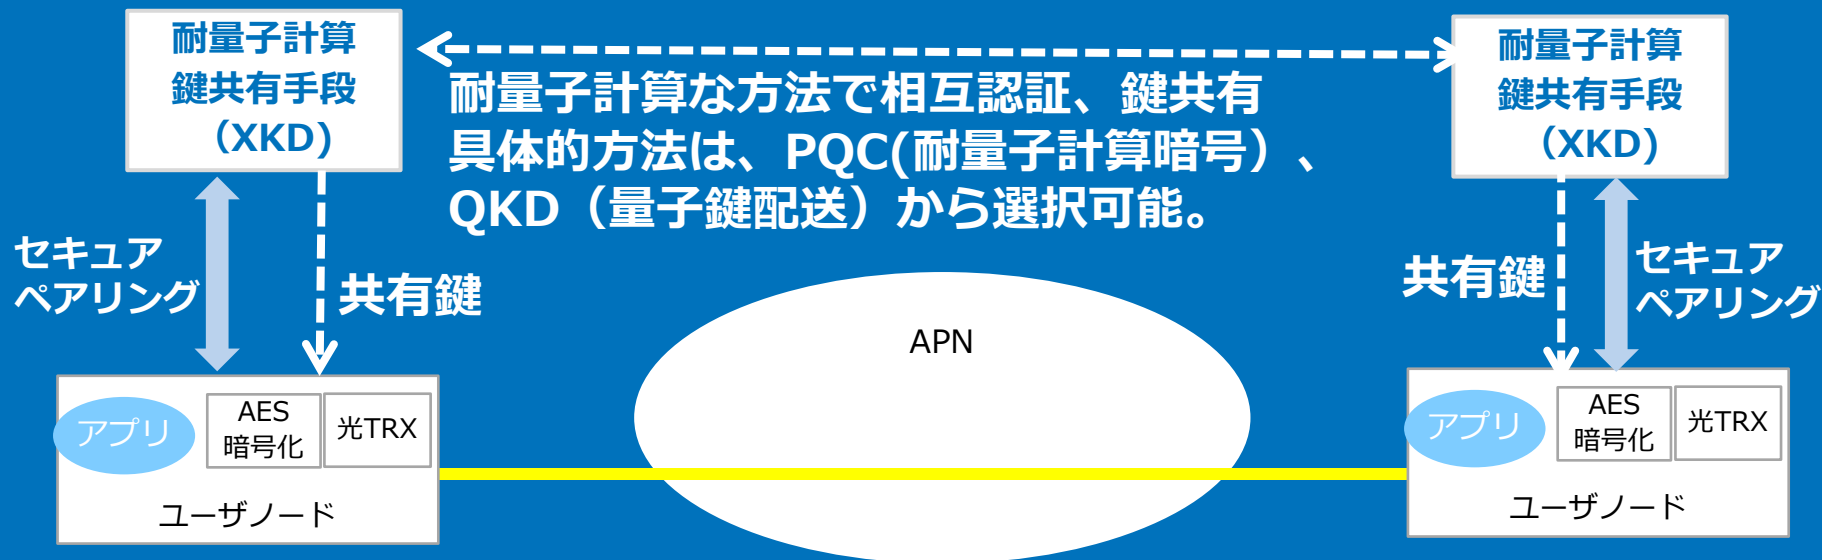 耐量子計算
鍵共有手段
（XKD)
耐量子計算な方法で相互認証、鍵共有
具体的方法は、PQC(耐量子計算暗号）、
QKD（量子鍵配送）から選択可能。
耐量子計算
鍵共有手段
（XKD)
セキュア
ペアリング
共有鍵
共有鍵
セキュア
ペアリング
APN
アプリ
AES
暗号化
光TRX
ユーザノード
アプリ
AES
暗号化
光TRX
ユーザノード